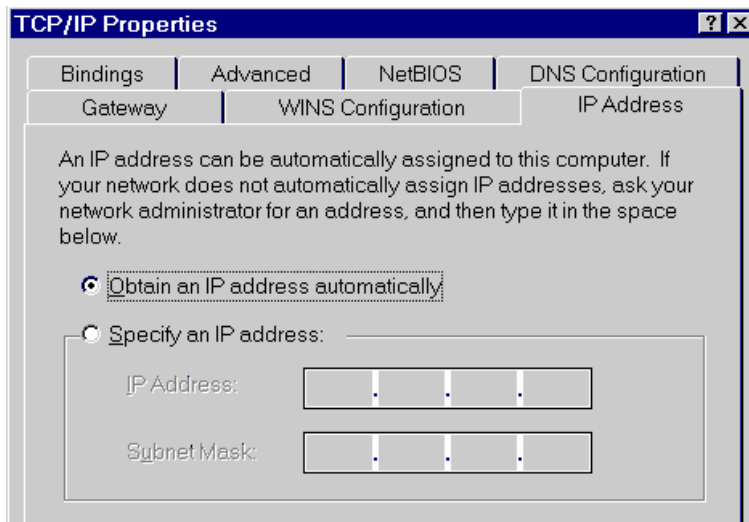 TCP/IP Properties
? ×
Bindings Advanced NetBIOS DNS Configuration
Gateway WINS Configuration IP Address
An IP address can be automatically assigned to this computer. If
your network does not automatically assign IP addresses, ask your
network administrator for an address, and then type it in the space
below.
Obtain an IP address automatically
Specify an IP address:
IP Address:
. . .
Subnet Mask:
. . .